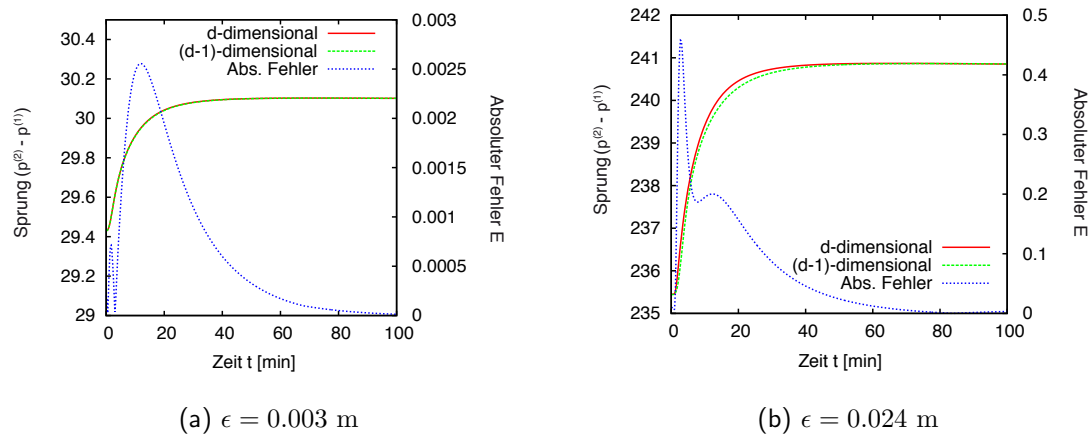 30.4
30.2
30
29.8
29.6
29.4
29.2
29
0.003
0.0025
0.002
0.0015
0.001
0.0005
0
0 20 40 60 80 100
Sprung (p(2) - p(1))
Absoluter Fehler E
Zeit t [min]
d-dimensional
(d-1)-dimensional
Abs. Fehler
(a) ϵ = 0.003 m
242
241
240
239
238
237
236
235
0.5
0.4
0.3
0.2
0.1
0
0 20 40 60 80 100
Sprung (p(2) - p(1))
Absoluter Fehler E
Zeit t [min]
d-dimensional
(d-1)-dimensional
Abs. Fehler
(b) ϵ = 0.024 m